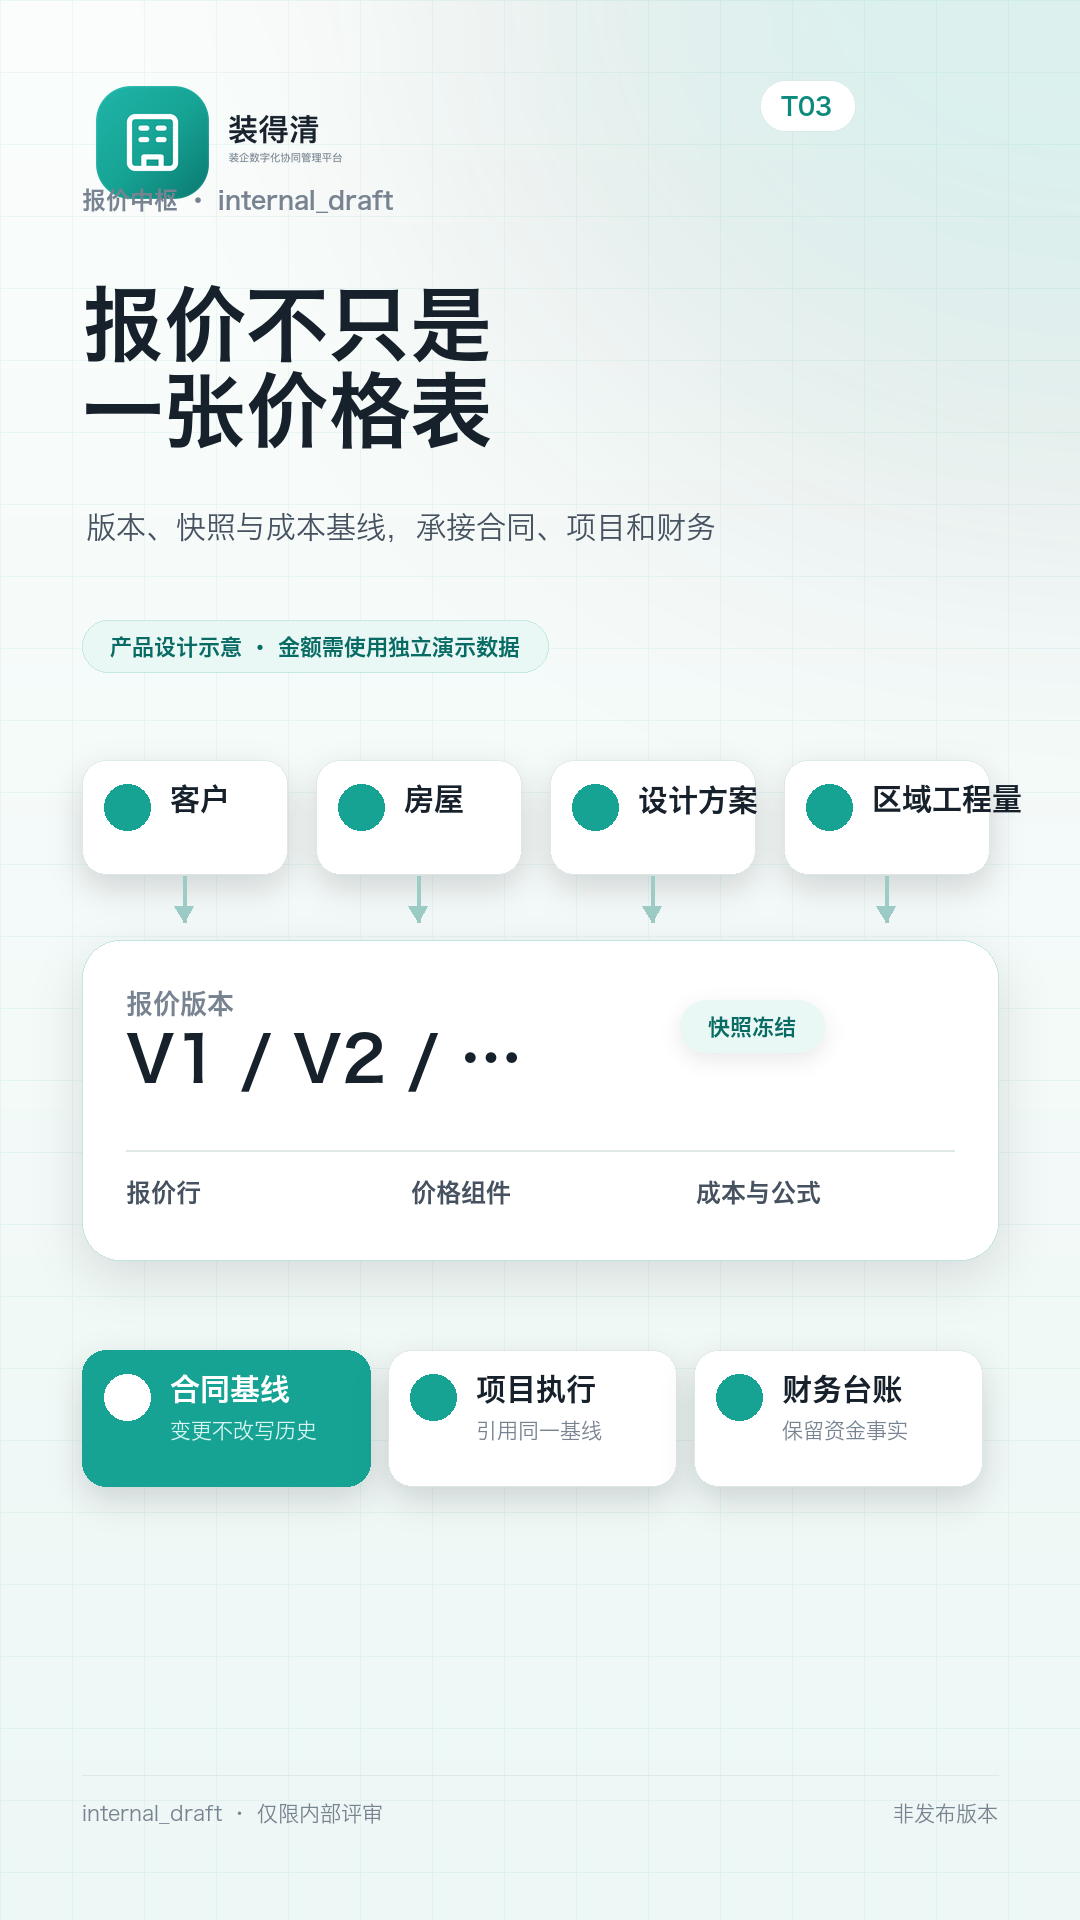 装得清
装企数字化协同管理平台
T03
报价中枢 · internal_draft
报价不只是
一张价格表
版本、快照与成本基线，承接合同、项目和财务
产品设计示意 · 金额需使用独立演示数据
客户
房屋
设计方案
区域工程量
报价版本
V1 / V2 / ···
快照冻结
报价行
价格组件
成本与公式
合同基线
变更不改写历史
项目执行
引用同一基线
财务台账
保留资金事实
internal_draft · 仅限内部评审
非发布版本